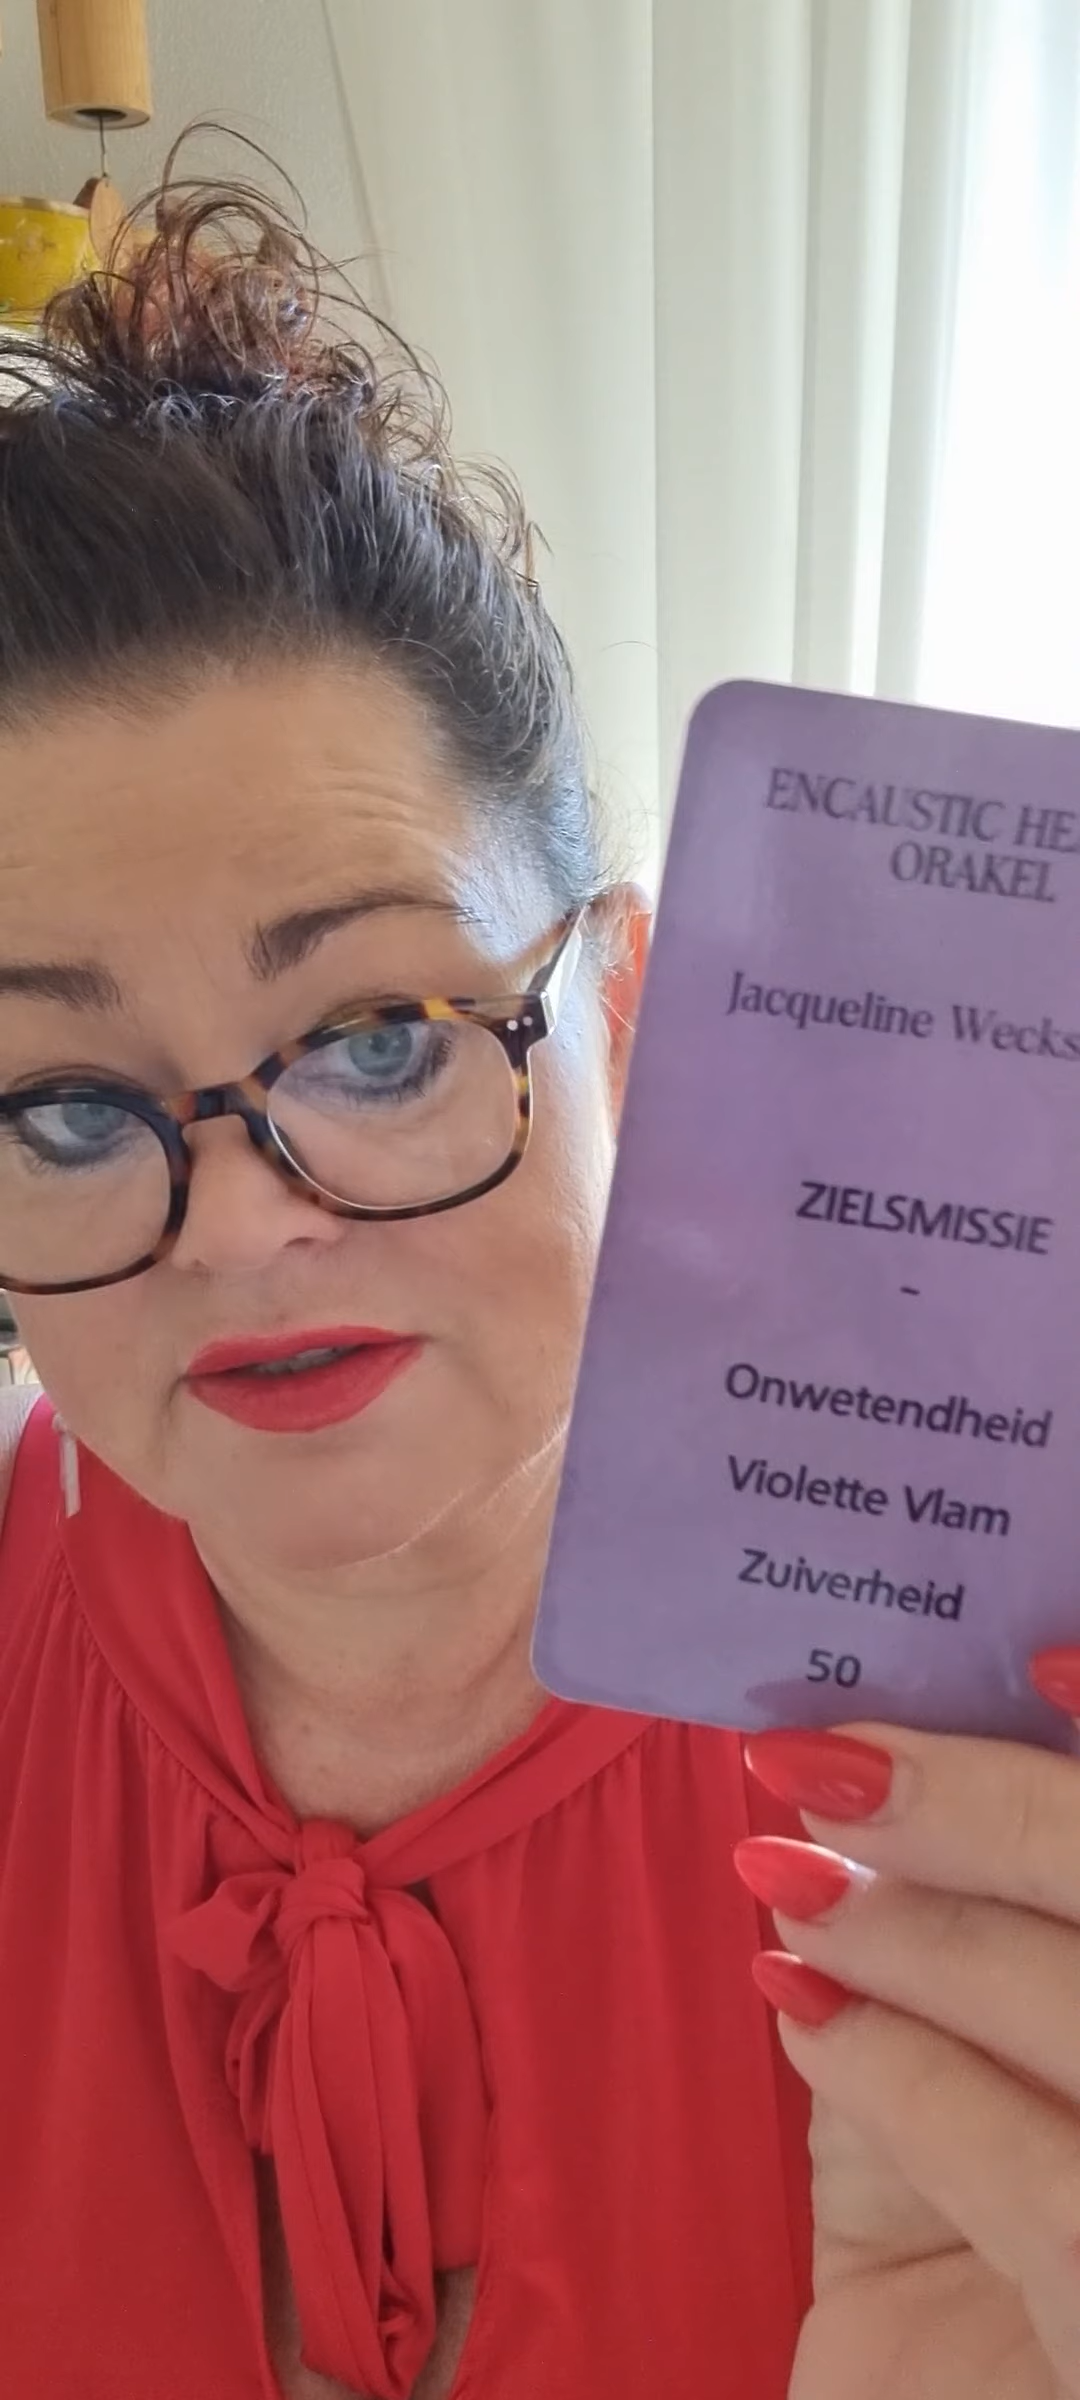 ENCAUSTIC HE
ORAKEL
Jacqueline Wecks
ZIELSMISSIE
-
Onwetendheid
Violette Vlam
Zuiverheid
50